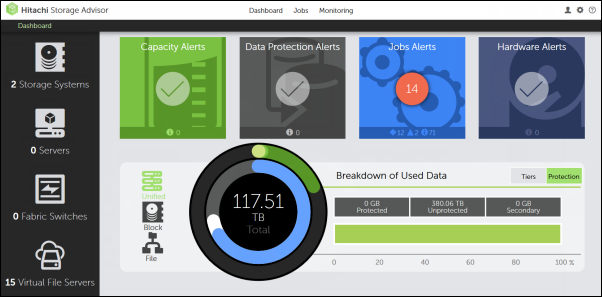 Hitachi Storage Advisor
Dashboard Jobs Monitoring
Dashboard
2 Storage Systems
0 Servers
0 Fabric Switches
15 Virtual File Servers
Capacity Alerts
0
Data Protection Alerts
0
Jobs Alerts
14
12 2 71
Hardware Alerts
0
Unified
Block
File
117.51
TB
Total
Breakdown of Used Data
Tiers Protection
0 GB
Protected
380.06 TB
Unprotected
0 GB
Secondary
0 20 40 60 80 100 %